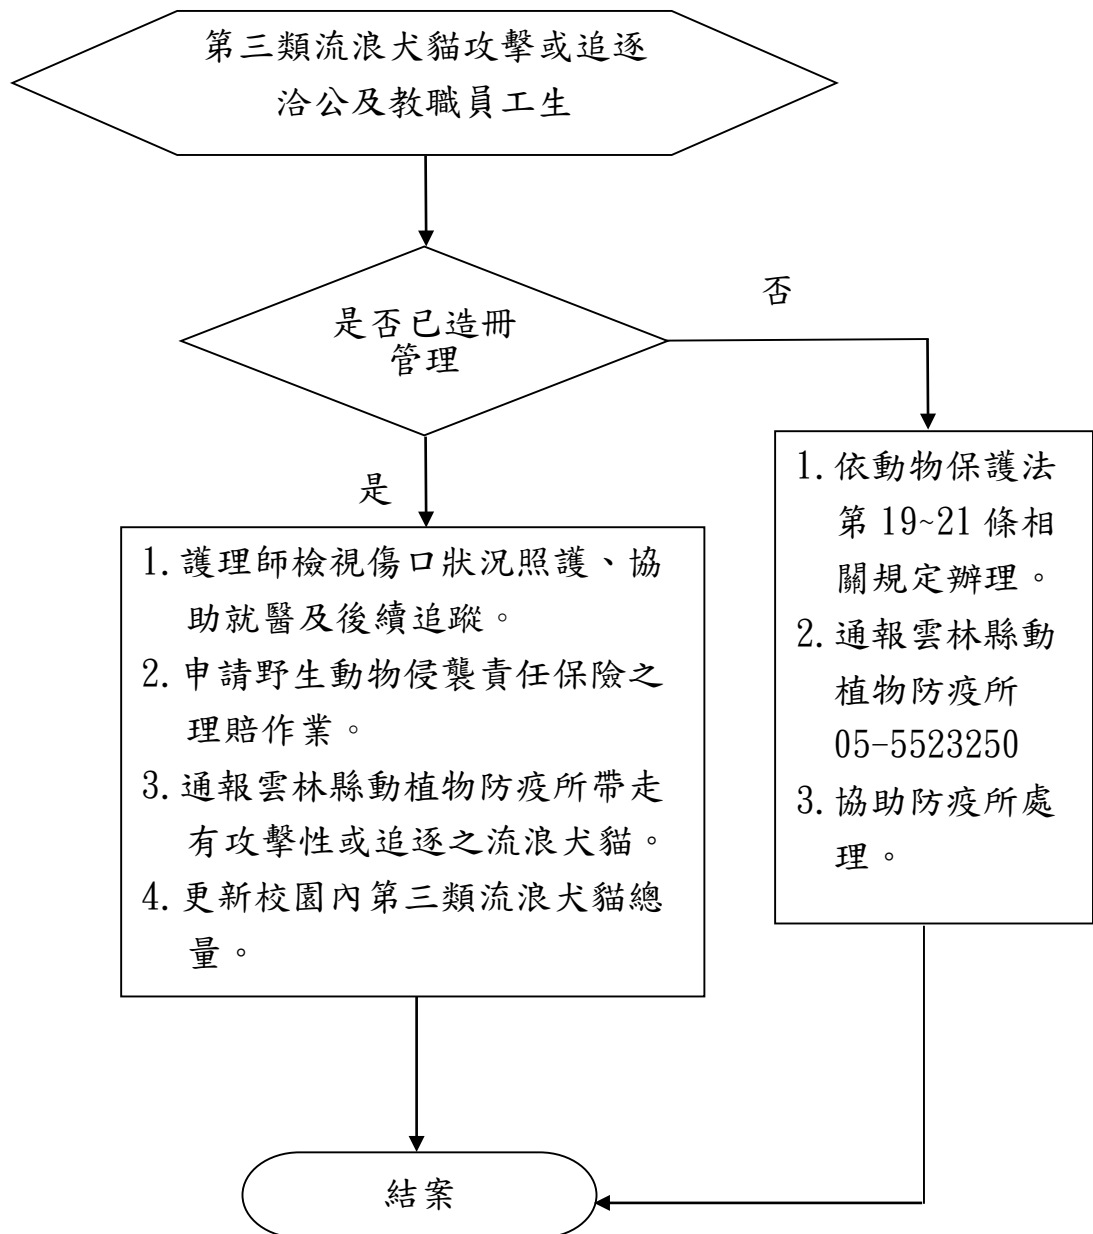 第三類流浪犬貓攻擊或追逐
洽公及教職員工生
是否已造冊
管理
否
是
1.護理師檢視傷口狀況照護、協
助就醫及後續追蹤。
2.申請野生動物侵襲責任保險之
理賠作業。
3.通報雲林縣動植物防疫所帶走
有攻擊性或追逐之流浪犬貓。
4.更新校園內第三類流浪犬貓總
量。
1.依動物保護法
第 19~21 條相
關規定辦理。
2.通報雲林縣動
植物防疫所
05-5523250
3.協助防疫所處
理。
結案